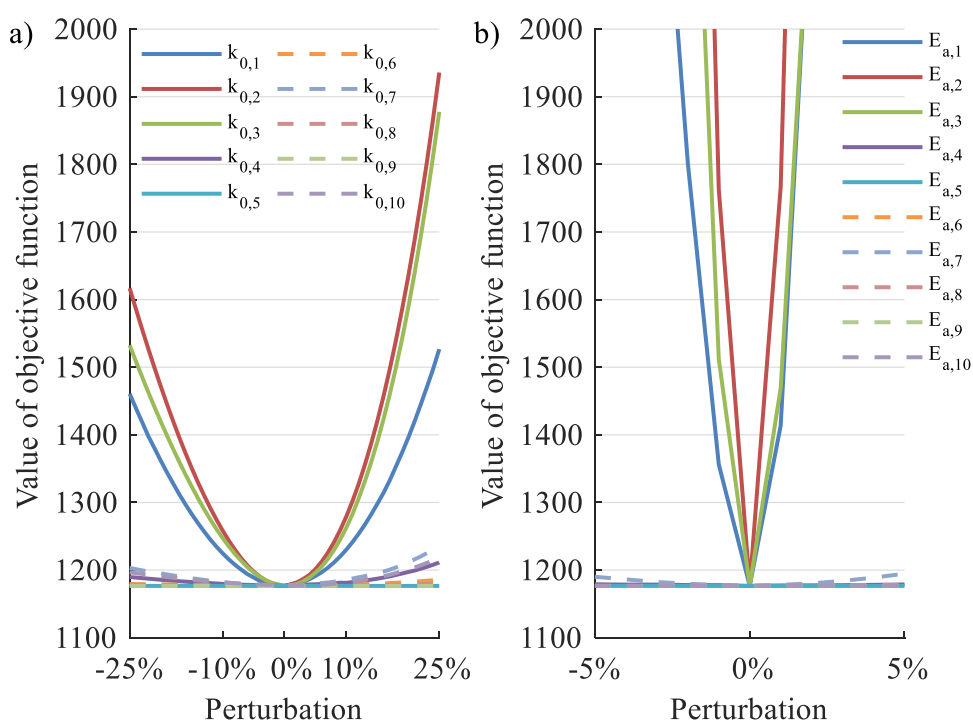 a)
Value of objective function
2000
1900
1800
1700
1600
1500
1400
1300
1200
1100
k0,1
k0,2
k0,3
k0,4
k0,5
k0,6
k0,7
k0,8
k0,9
k0,10
-25%
-10%
0%
10%
25%
Perturbation
b)
Value of objective function
2000
1900
1800
1700
1600
1500
1400
1300
1200
1100
Ea,1
Ea,2
Ea,3
Ea,4
Ea,5
Ea,6
Ea,7
Ea,8
Ea,9
Ea,10
-5%
0%
5%
Perturbation